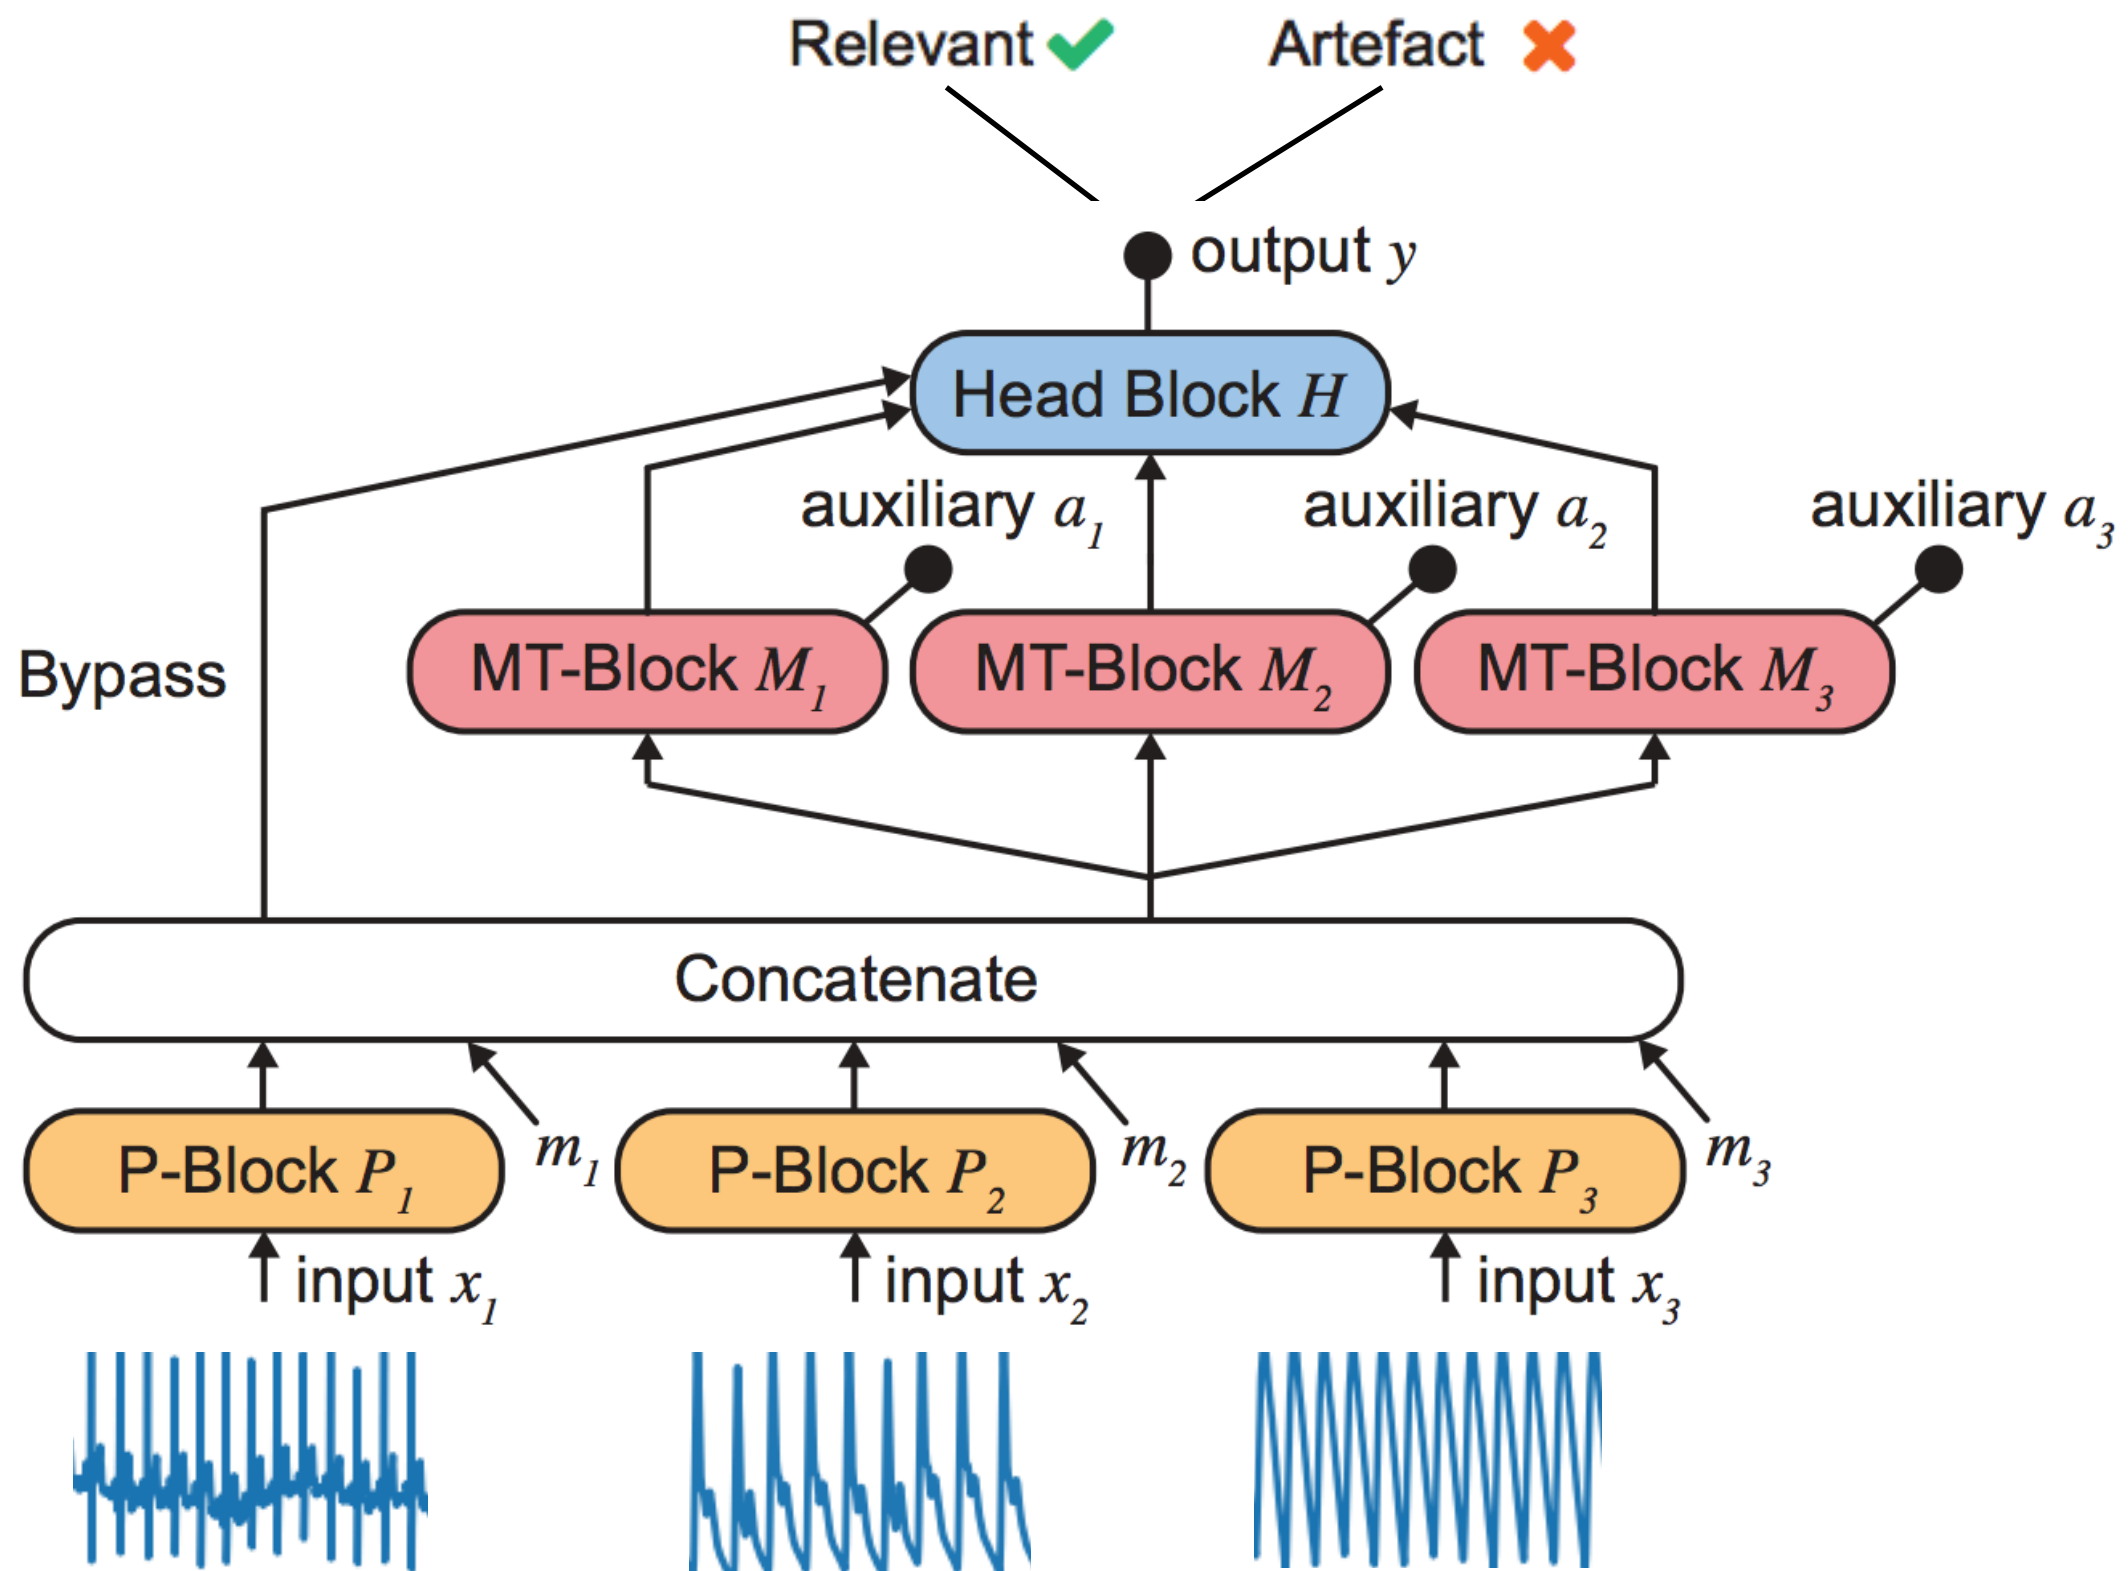 Relevant Artefact
output y
Head Block H
auxiliary a1 auxiliary a2 auxiliary a3
Bypass
MT-Block M1 MT-Block M2 MT-Block M3
Concatenate
P-Block P1 m1 P-Block P2 m2 P-Block P3 m3
input x1 input x2 input x3